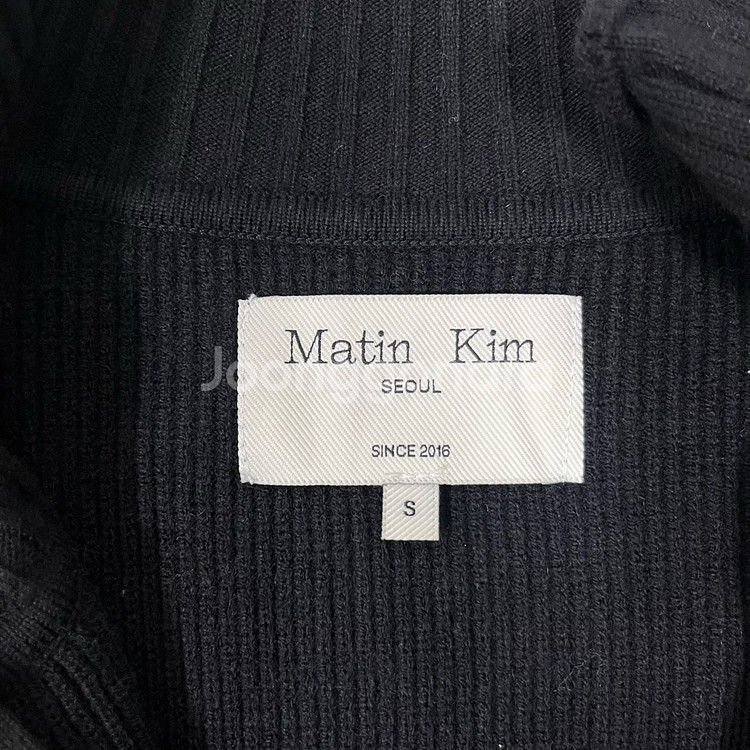 Matin Kim
SEOUL
SINCE 2016
S